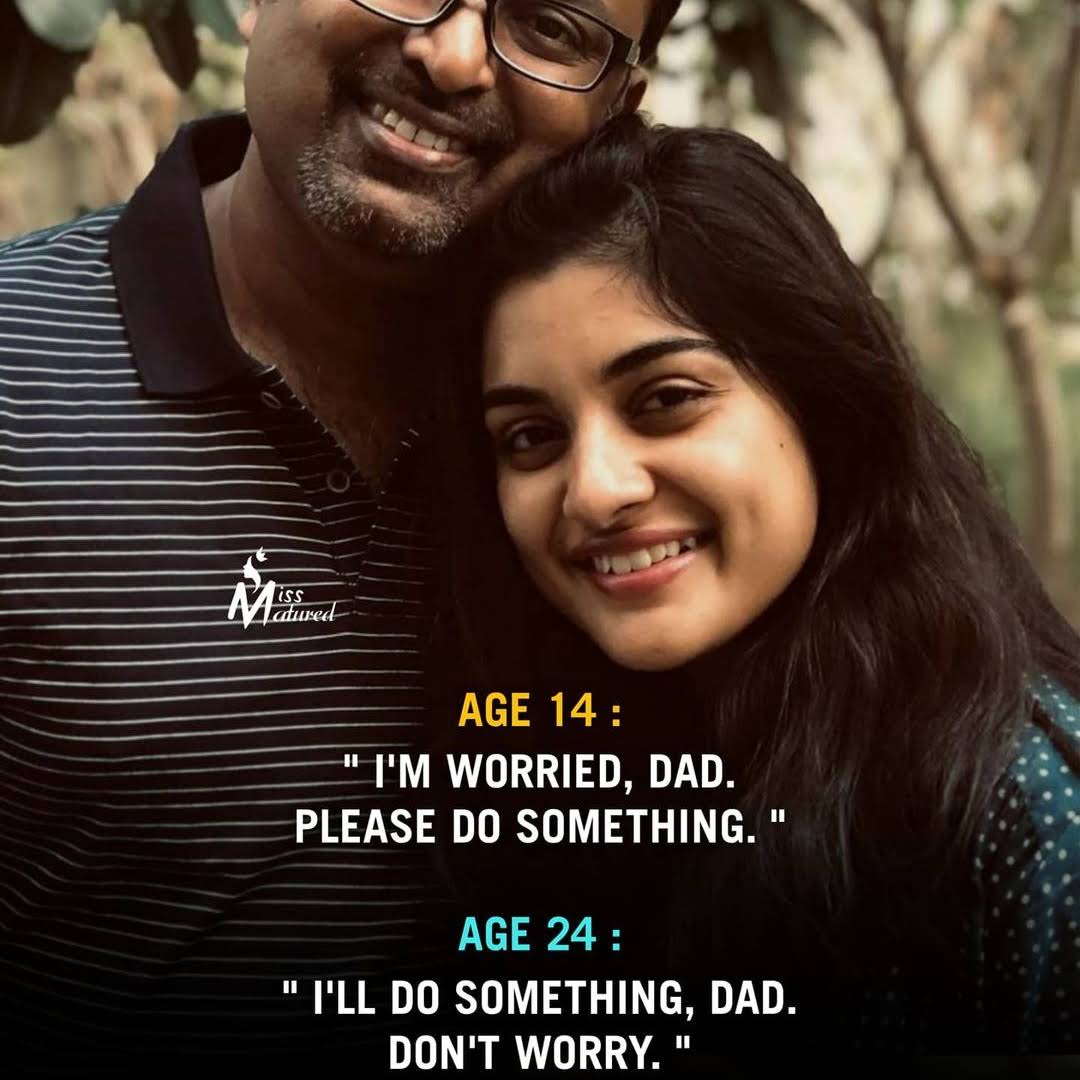 Miss
Matured
AGE 14 :
" I'M WORRIED, DAD.
PLEASE DO SOMETHING. "
AGE 24 :
" I'LL DO SOMETHING, DAD.
DON'T WORRY. "